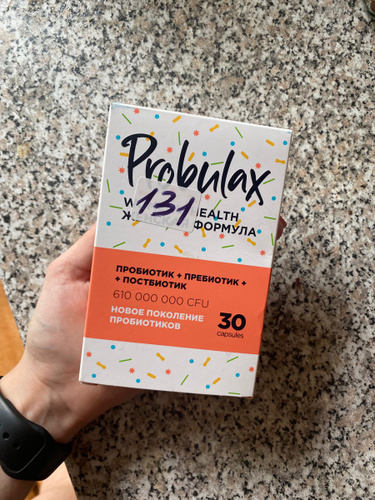 Probulax
131
HEALTH
ФОРМУЛА
ПРОБИОТИК + ПРЕБИОТИК +
+ ПОСТБИОТИК
610 000 000 CFU
НОВОЕ ПОКОЛЕНИЕ
ПРОБИОТИКОВ
30
capsules